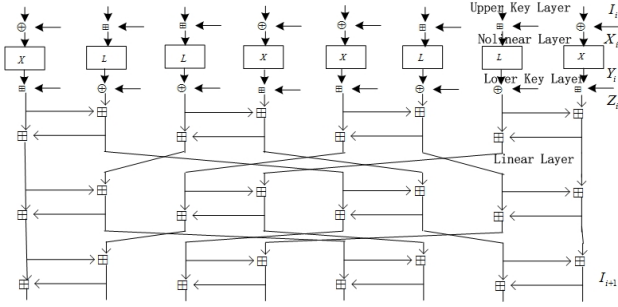 Upper Key Layer I_i
Nolinear Layer X_i
X L L X X L L X
Lower Key Layer Y_i
Z_i
Linear Layer
I_{i+1}